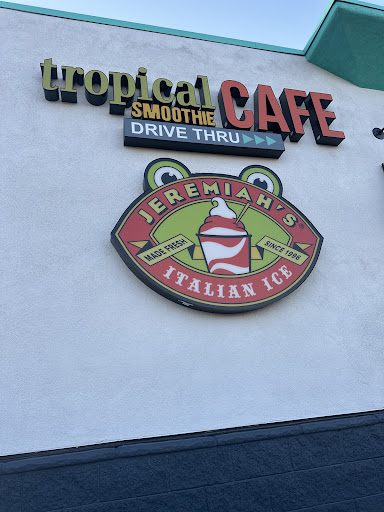 tropical
SMOOTHIE CAFE
DRIVE THRU
JEREMIAH'S
MADE FRESH
SINCE 1996
ITALIAN ICE